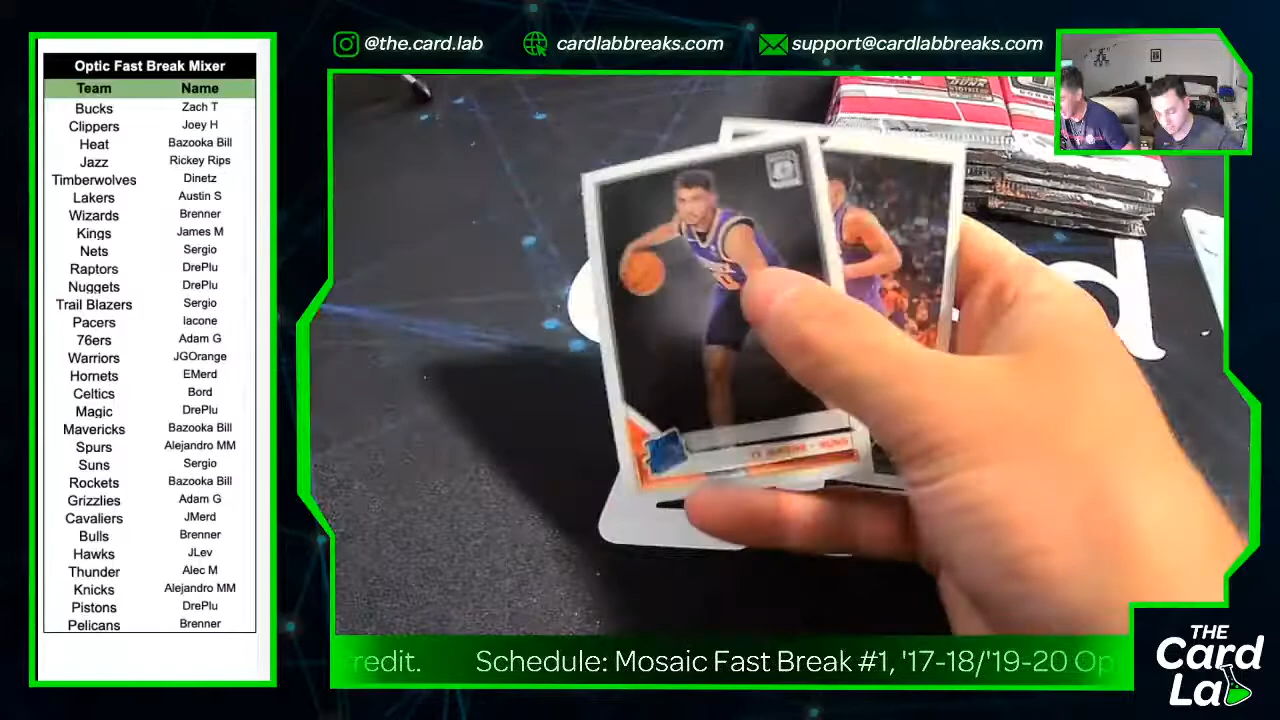 @the.card.lab
cardlabbreaks.com
support@cardlabbreaks.com
Optic Fast Break Mixer
Team Name
Bucks Zach T
Clippers Joey H
Heat Bazooka Bill
Jazz Rickey Rips
Timberwolves Dinetz
Lakers Austin S
Wizards Brenner
Kings James M
Nets Sergio
Raptors DrePlu
Nuggets DrePlu
Trail Blazers Sergio
Pacers Iacone
76ers Adam G
Warriors JGOrange
Hornets EMerd
Celtics Bord
Magic DrePlu
Mavericks Bazooka Bill
Spurs Alejandro MM
Suns Sergio
Rockets Bazooka Bill
Grizzlies Adam G
Cavaliers JMerd
Bulls Brenner
Hawks JLev
Thunder Alec M
Knicks Alejandro MM
Pistons DrePlu
Pelicans Brenner
redit. Schedule: Mosaic Fast Break #1, '17-18/'19-20 Op
THE
Card
Lab